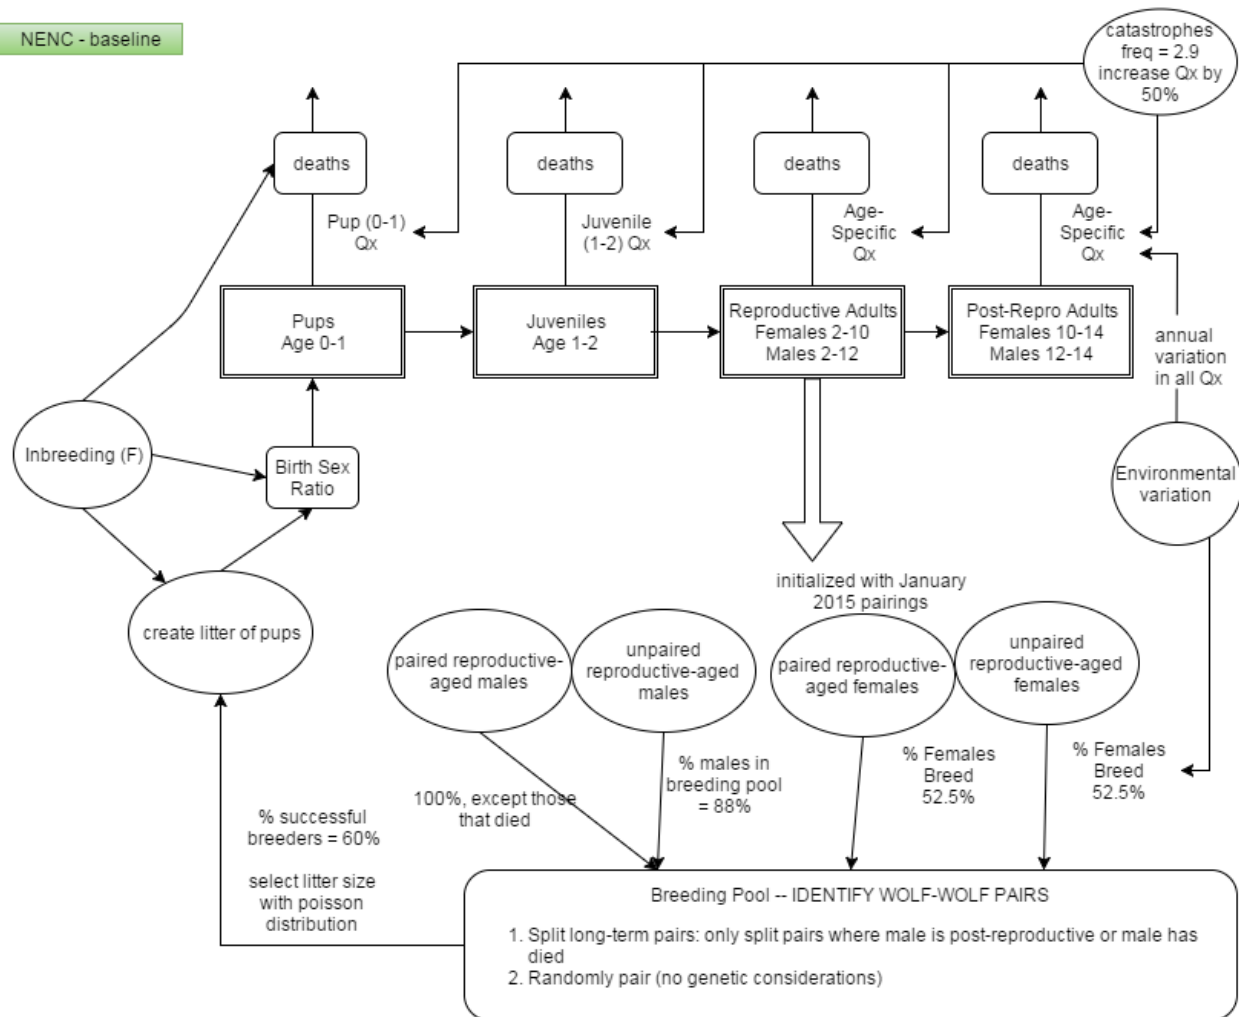 NENC - baseline
catastrophes
freq = 2.9
increase Qx by
50%
deaths
deaths
deaths
deaths
Pup (0-1)
Qx
Juvenile
(1-2) Qx
Age-
Specific
Qx
Age-
Specific
Qx
Pups
Age 0-1
Juveniles
Age 1-2
Reproductive Adults
Females 2-10
Males 2-12
Post-Repro Adults
Females 10-14
Males 12-14
annual
variation
in all Qx
Inbreeding (F)
Birth Sex
Ratio
Environmental
variation
initialized with January
2015 pairings
create litter of pups
paired reproductive-
aged males
unpaired
reproductive-aged
males
paired reproductive-
aged females
unpaired
reproductive-aged
females
100%, except those
that died
% males in
breeding pool
= 88%
% Females
Breed
52.5%
% Females
Breed
52.5%
% successful
breeders = 60%
select litter size
with poisson
distribution
Breeding Pool -- IDENTIFY WOLF-WOLF PAIRS
1. Split long-term pairs: only split pairs where male is post-reproductive or male has
died
2. Randomly pair (no genetic considerations)